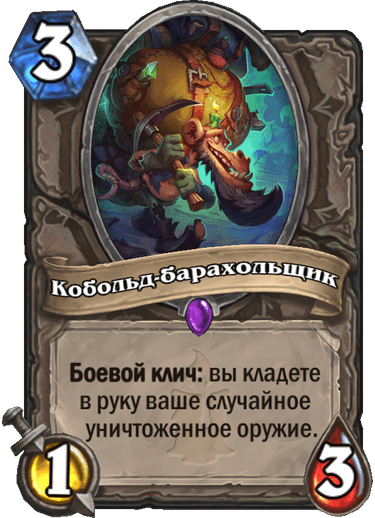 3
Кобольд-барахольщик
Боевой клич: вы кладете
в руку ваше случайное
уничтоженное оружие.
1
3